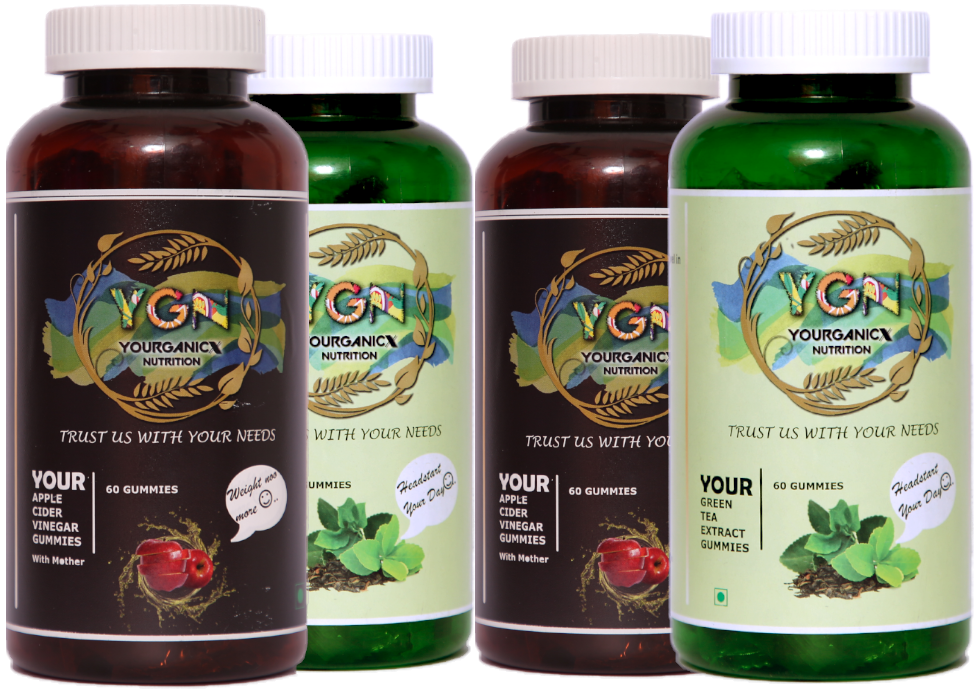 YGN
YOURGANICX
NUTRITION
TRUST US WITH YOUR NEEDS
YOUR
APPLE
CIDER
VINEGAR
GUMMIES
With Mother
60 GUMMIES
Weight noo
more
YGN
OURGANICX
NUTRITION
WITH YOUR NEEDS
UMMIES
Headstart
Your Day
YGN
YOURGANICX
NUTRITION
TRUST US WITH YOU
YOUR
APPLE
CIDER
VINEGAR
GUMMIES
With Mother
60 GUMMIES
YGN
YOURGANICX
NUTRITION
TRUST US WITH YOUR NEEDS
YOUR
GREEN
TEA
EXTRACT
GUMMIES
60 GUMMIES
Headstart
Your Day